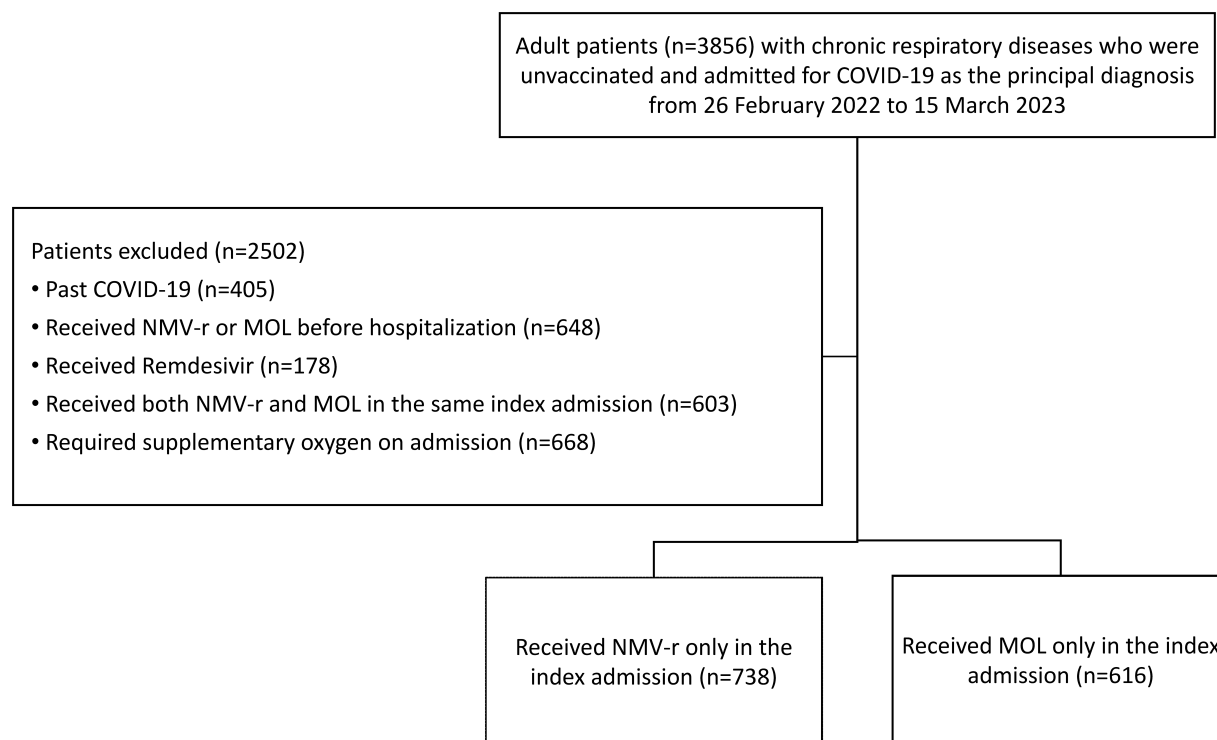 Adult patients (n=3856) with chronic respiratory diseases who were
unvaccinated and admitted for COVID-19 as the principal diagnosis
from 26 February 2022 to 15 March 2023
Patients excluded (n=2502)
• Past COVID-19 (n=405)
• Received NMV-r or MOL before hospitalization (n=648)
• Received Remdesivir (n=178)
• Received both NMV-r and MOL in the same index admission (n=603)
• Required supplementary oxygen on admission (n=668)
Received NMV-r only in the
index admission (n=738)
Received MOL only in the index
admission (n=616)